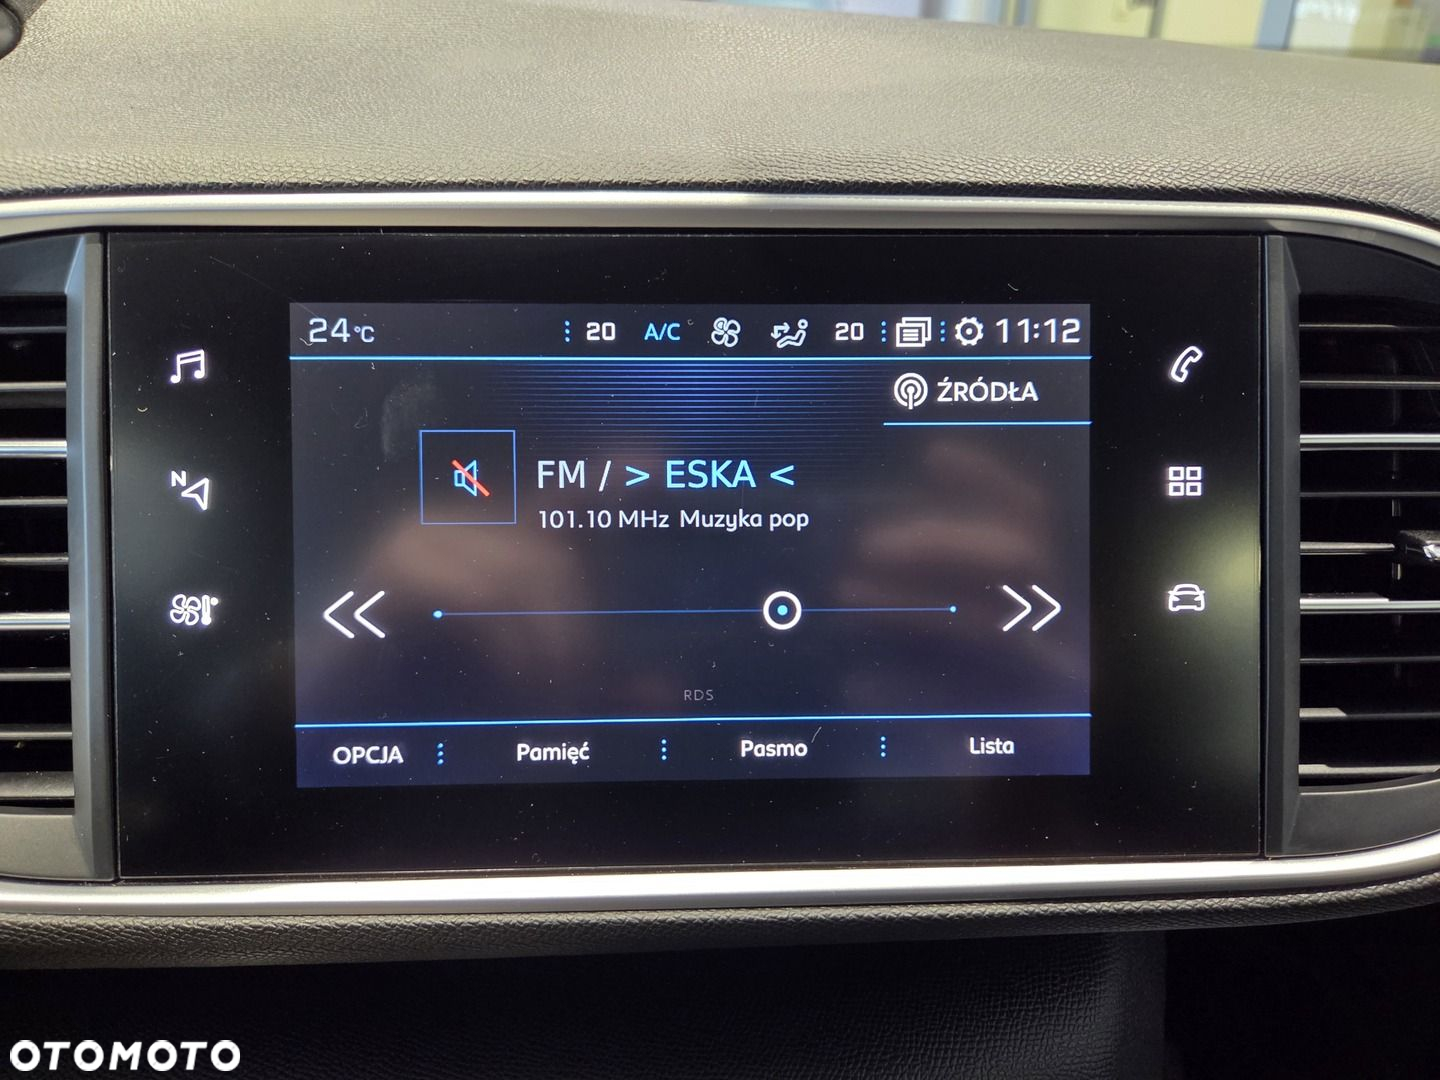 24°C 20 A/C 20 11:12
ŹRÓDŁA
FM / > ESKA <
101.10 MHz Muzyka pop
N
RDS
OPCJA Pamięć Pasmo Lista
OTOMOTO